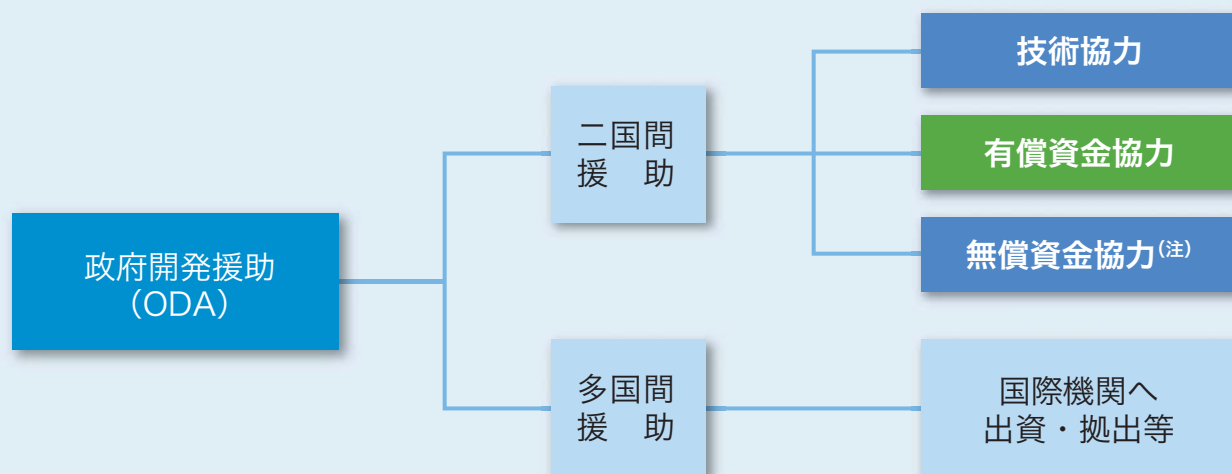 政府開発援助
（ODA）
二国間
援　助
技術協力
有償資金協力
無償資金協力(注)
多国間
援　助
国際機関へ
出資・拠出等